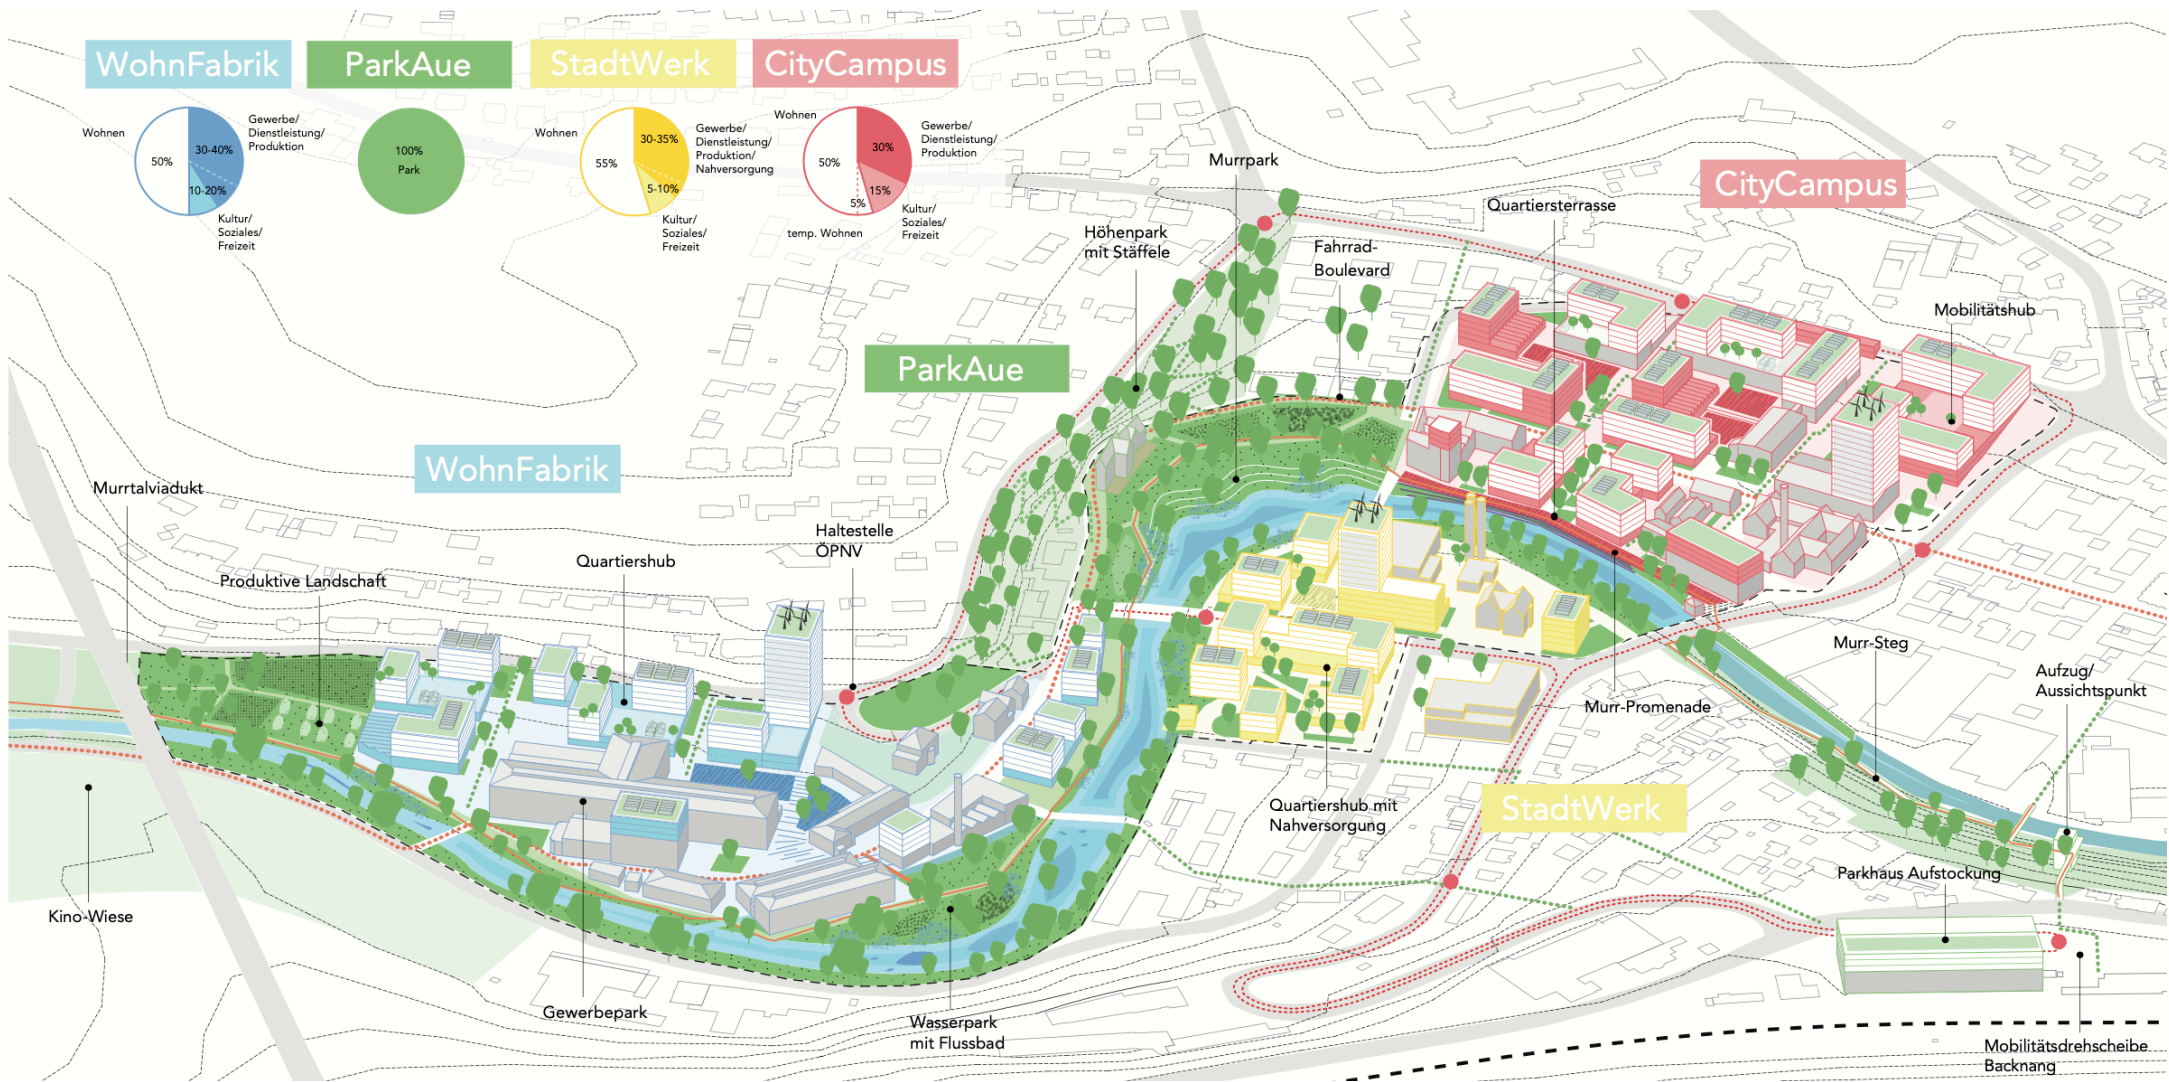 WohnFabrik
ParkAue
StadtWerk
CityCampus
Wohnen
50%
30-40%
10-20%
Gewerbe/
Dienstleistung/
Produktion
Kultur/
Soziales/
Freizeit
100%
Park
Wohnen
55%
30-35%
5-10%
Gewerbe/
Dienstleistung/
Produktion/
Nahversorgung
Kultur/
Soziales/
Freizeit
Wohnen
50%
30%
15%
5%
Gewerbe/
Dienstleistung/
Produktion
Kultur/
Soziales/
Freizeit
temp. Wohnen
Murrpark
CityCampus
Quartiersterrasse
Höhenpark
mit Stäffele
Fahrrad-
Boulevard
Mobilitätshub
ParkAue
WohnFabrik
Murrtalviadukt
Haltestelle
ÖPNV
Quartiershub
Produktive Landschaft
Murr-Steg
Aufzug/
Aussichtspunkt
Murr-Promenade
Quartiershub mit
Nahversorgung
StadtWerk
Parkhaus Aufstockung
Kino-Wiese
Gewerbepark
Wasserpark
mit Flussbad
Mobilitätsdrehscheibe
Backnang